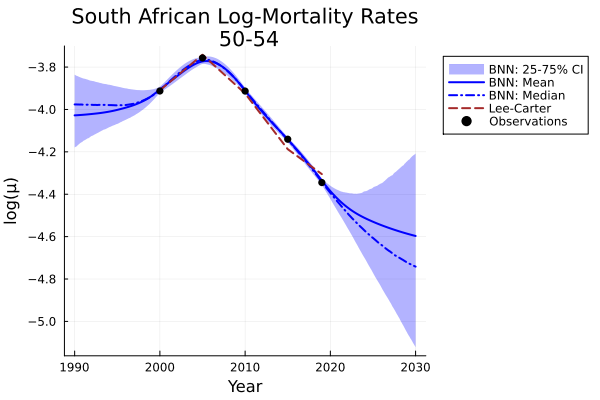 South African Log-Mortality Rates
50-54
−3.8
−4.0
−4.2
−4.4
−4.6
−4.8
−5.0
log(μ)
1990
2000
2010
2020
2030
Year
BNN: 25-75% CI
BNN: Mean
BNN: Median
Lee-Carter
Observations